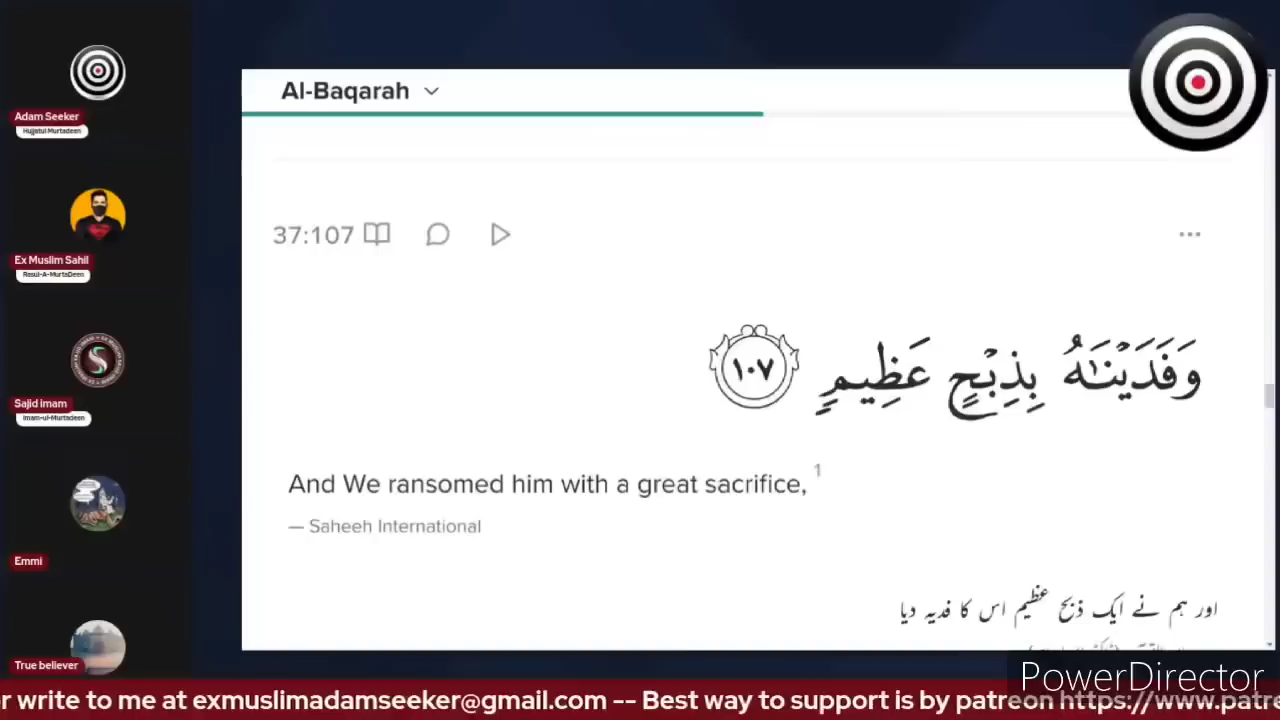 Adam Seeker
Hujjatul Murtadeen
Ex Muslim Sahil
Rasul-A-MurtaDeen
Sajid Imam
Imam-ul-Murtadeen
Emmi
True believer
Al-Baqarah
37:107
وَفَدَيْنَـٰهُ بِذِبْحٍ عَظِيمٍ ١٠٧
And We ransomed him with a great sacrifice, 1
— Saheeh International
اور ہم نے ایک ذبح عظیم اس کا فدیہ دیا
PowerDirector
or write to me at exmuslimadamseeker@gmail.com -- Best way to support is by patreon https://www.patre